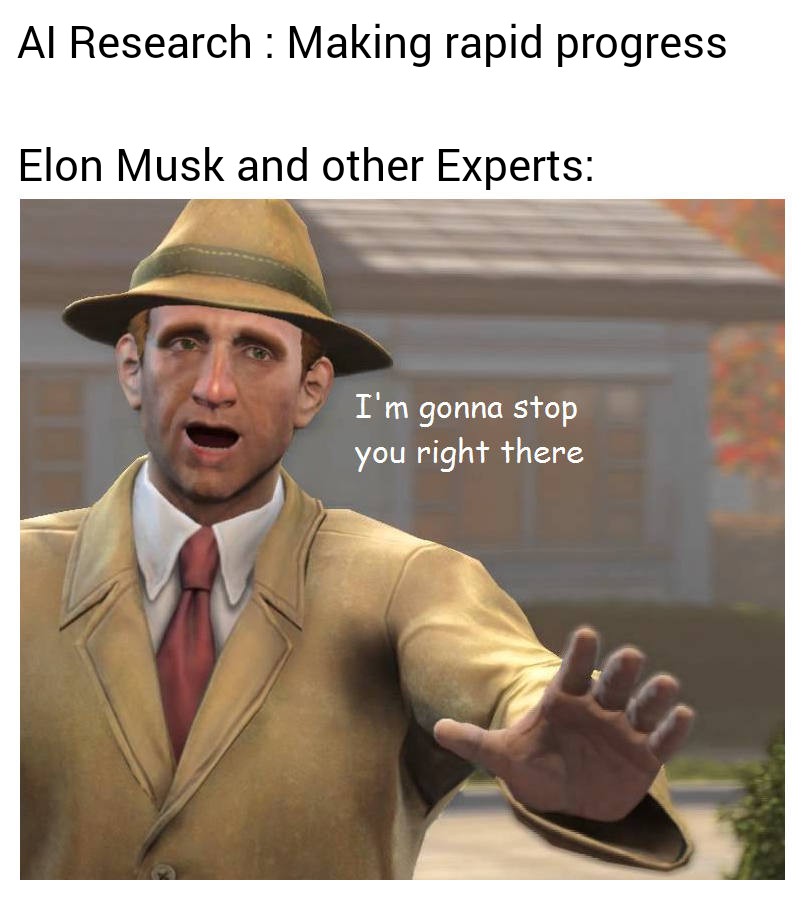 AI Research : Making rapid progress
Elon Musk and other Experts:
I'm gonna stop
you right there